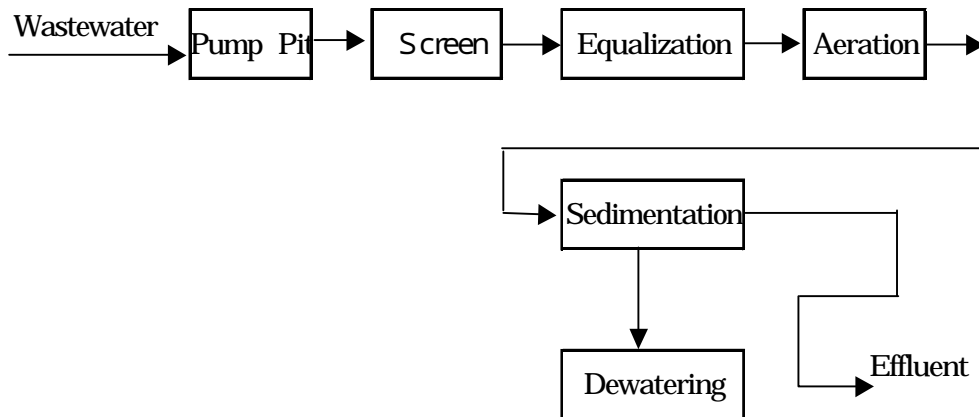 Wastewater
Pump Pit
Screen
Equalization
Aeration
Sedimentation
Dewatering
Effluent